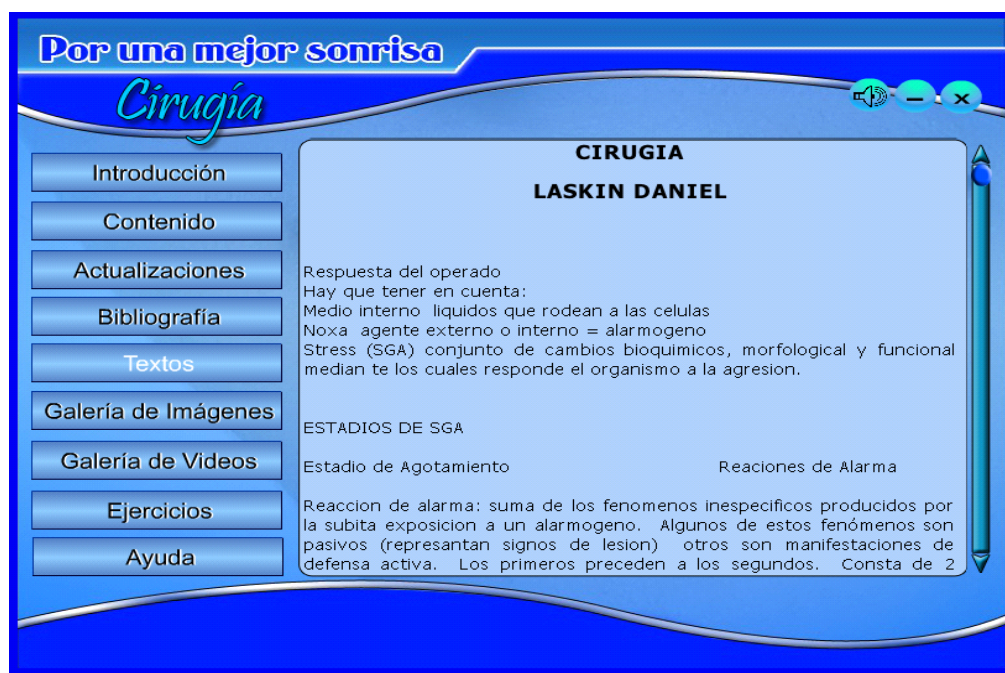 Por una mejor sonrisa
Cirugía
Introducción
Contenido
Actualizaciones
Bibliografía
Textos
Galería de Imágenes
Galería de Videos
Ejercicios
Ayuda
CIRUGIA
LASKIN DANIEL
Respuesta del operado
Hay que tener en cuenta:
Medio interno liquidos que rodean a las celulas
Noxa agente externo o interno = alarmogeno
Stress (SGA) conjunto de cambios bioquimicos, morfological y funcional
median te los cuales responde el organismo a la agresion.
ESTADIOS DE SGA
Estadio de Agotamiento Reaciones de Alarma
Reaccion de alarma: suma de los fenomenos inespecificos producidos por
la subita exposicion a un alarmogeno. Algunos de estos fenómenos son
pasivos (represantan signos de lesion) otros son manifestaciones de
defensa activa. Los primeros preceden a los segundos. Consta de 2